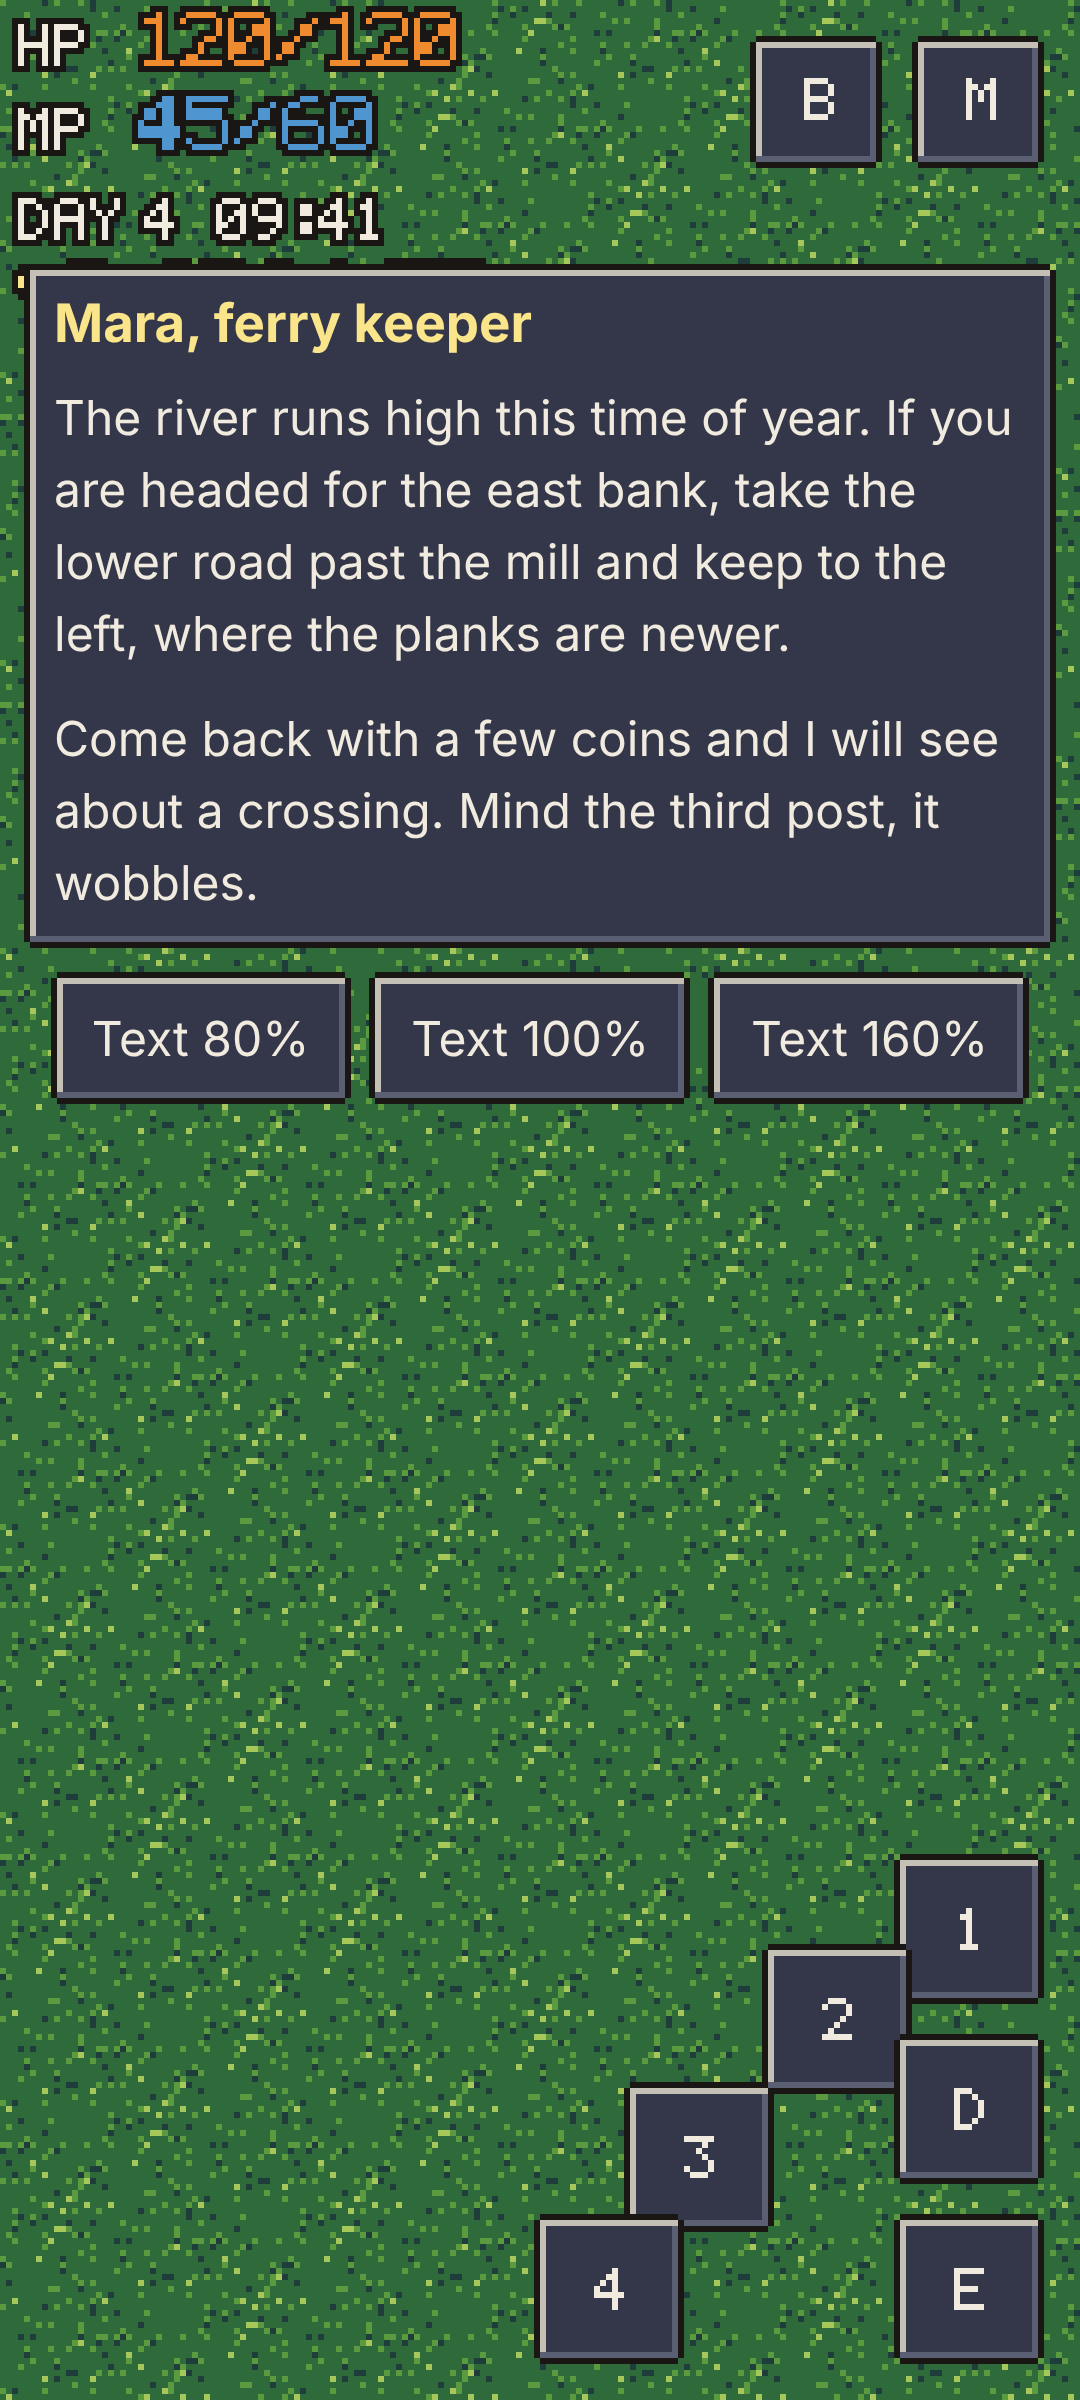 HP 120/120
MP 45/60
DAY 4 09:41
B
M
Mara, ferry keeper
The river runs high this time of year. If you
are headed for the east bank, take the
lower road past the mill and keep to the
left, where the planks are newer.
Come back with a few coins and I will see
about a crossing. Mind the third post, it
wobbles.
Text 80%
Text 100%
Text 160%
1
2
D
3
4
E